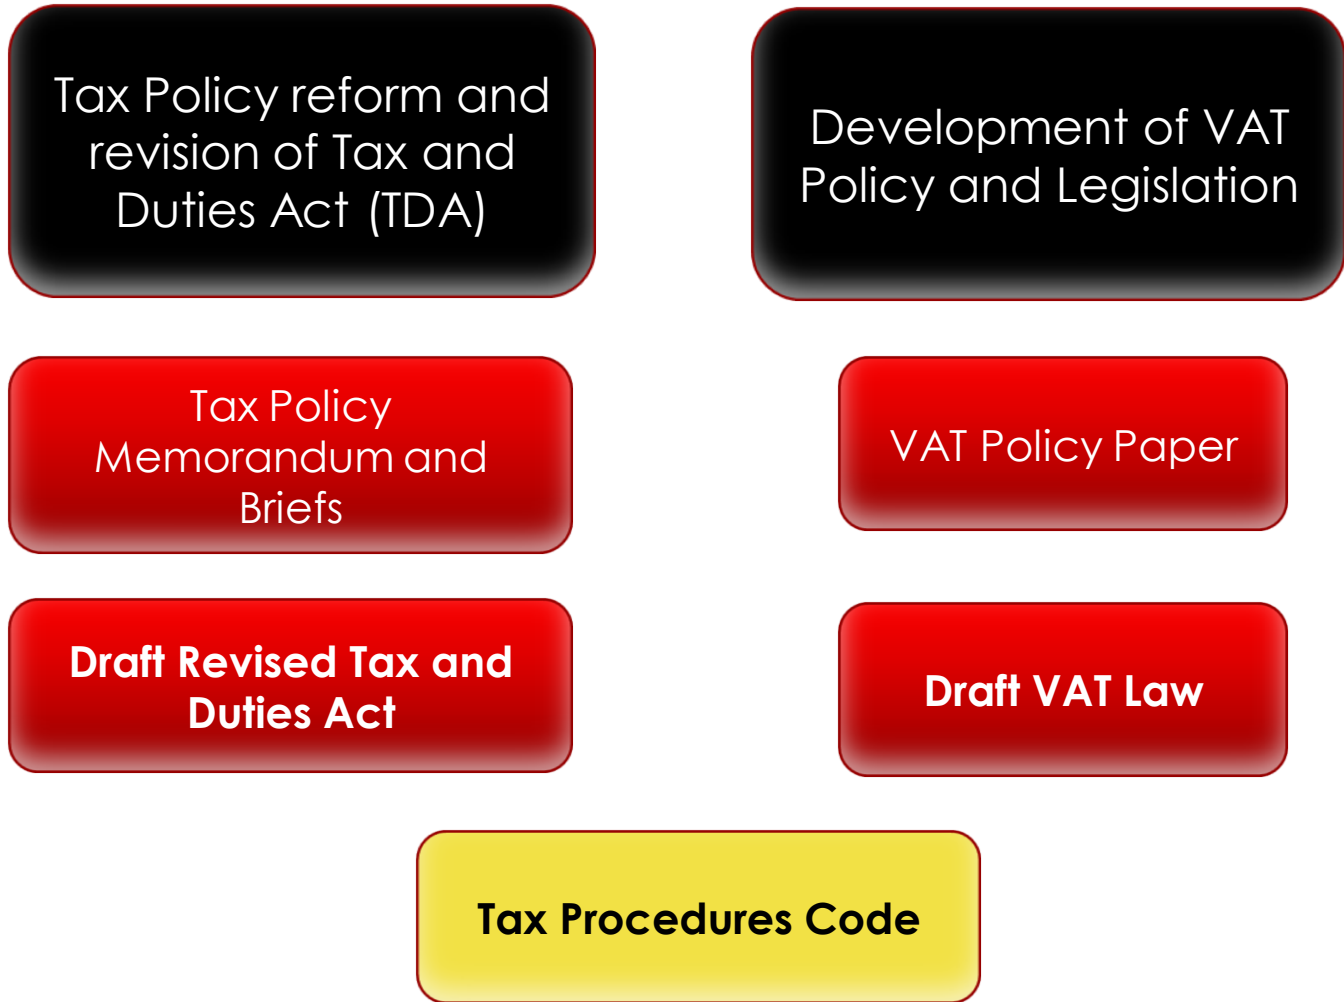 Tax Policy reform and
revision of Tax and
Duties Act (TDA)
Development of VAT
Policy and Legislation
Tax Policy
Memorandum and
Briefs
VAT Policy Paper
Draft Revised Tax and
Duties Act
Draft VAT Law
Tax Procedures Code